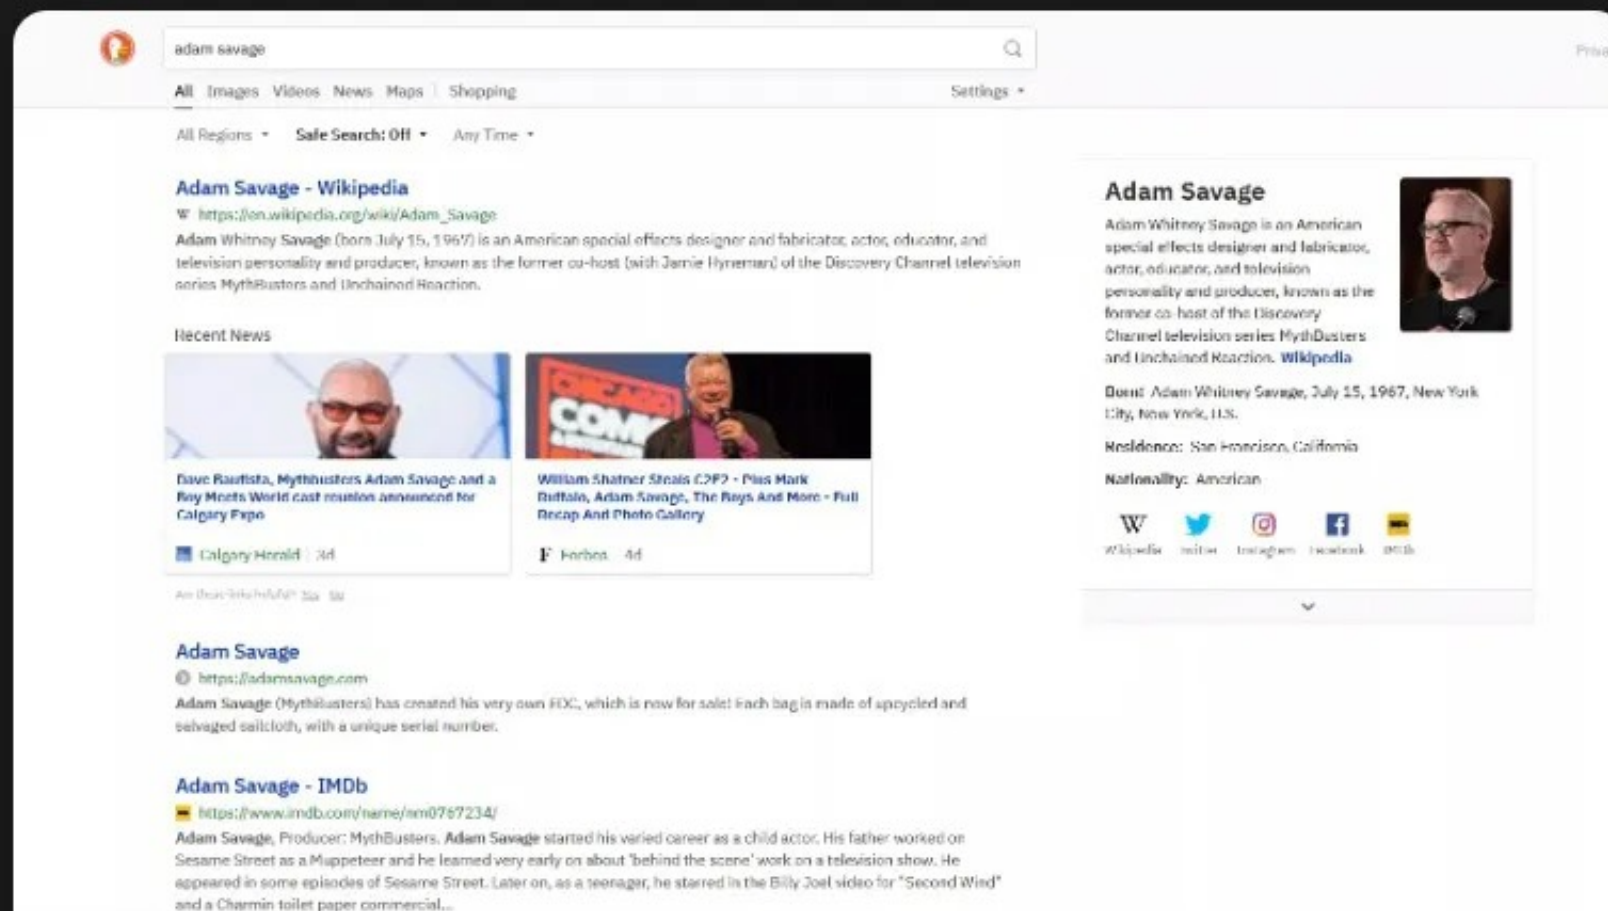 adam savage
Priva
All Images Videos News Maps Shopping
Settings
All Regions Safe Search: Off Any Time
Adam Savage - Wikipedia
https://en.wikipedia.org/wiki/Adam_Savage
Adam Whitney Savage (born July 15, 1967) is an American special effects designer and fabricator, actor, educator, and
television personality and producer, known as the former co-host (with Jamie Hyneman) of the Discovery Channel television
series MythBusters and Unchained Reaction.
Recent News
CHICAGO
COM
Dave Bautista, Mythbusters Adam Savage and a
Boy Meets World cast reunion announced for
Calgary Expo
Calgary Herald 3d
William Shatner Steals C2E2 - Plus Mark
Ruffalo, Adam Savage, The Boys And More - Full
Recap And Photo Gallery
F Forbes 4d
Are these links helpful? Yes No
Adam Savage
https://adamsavage.com
Adam Savage (MythBusters) has created his very own EDC, which is now for sale! Each bag is made of upcycled and
salvaged sailcloth, with a unique serial number.
Adam Savage - IMDb
https://www.imdb.com/name/nm0767234/
Adam Savage, Producer: MythBusters. Adam Savage started his varied career as a child actor. His father worked on
Sesame Street as a Muppeteer and he learned very early on about 'behind the scene' work on a television show. He
appeared in some episodes of Sesame Street. Later on, as a teenager, he starred in the Billy Joel video for "Second Wind"
and a Charmin toilet paper commercial...
Adam Savage
Adam Whitney Savage is an American
special effects designer and fabricator,
actor, educator, and television
personality and producer, known as the
former co-host of the Discovery
Channel television series MythBusters
and Unchained Reaction. Wikipedia
Born: Adam Whitney Savage, July 15, 1967, New York
City, New York, U.S.
Residence: San Francisco, California
Nationality: American
W
Wikipedia Twitter Instagram Facebook IMDb